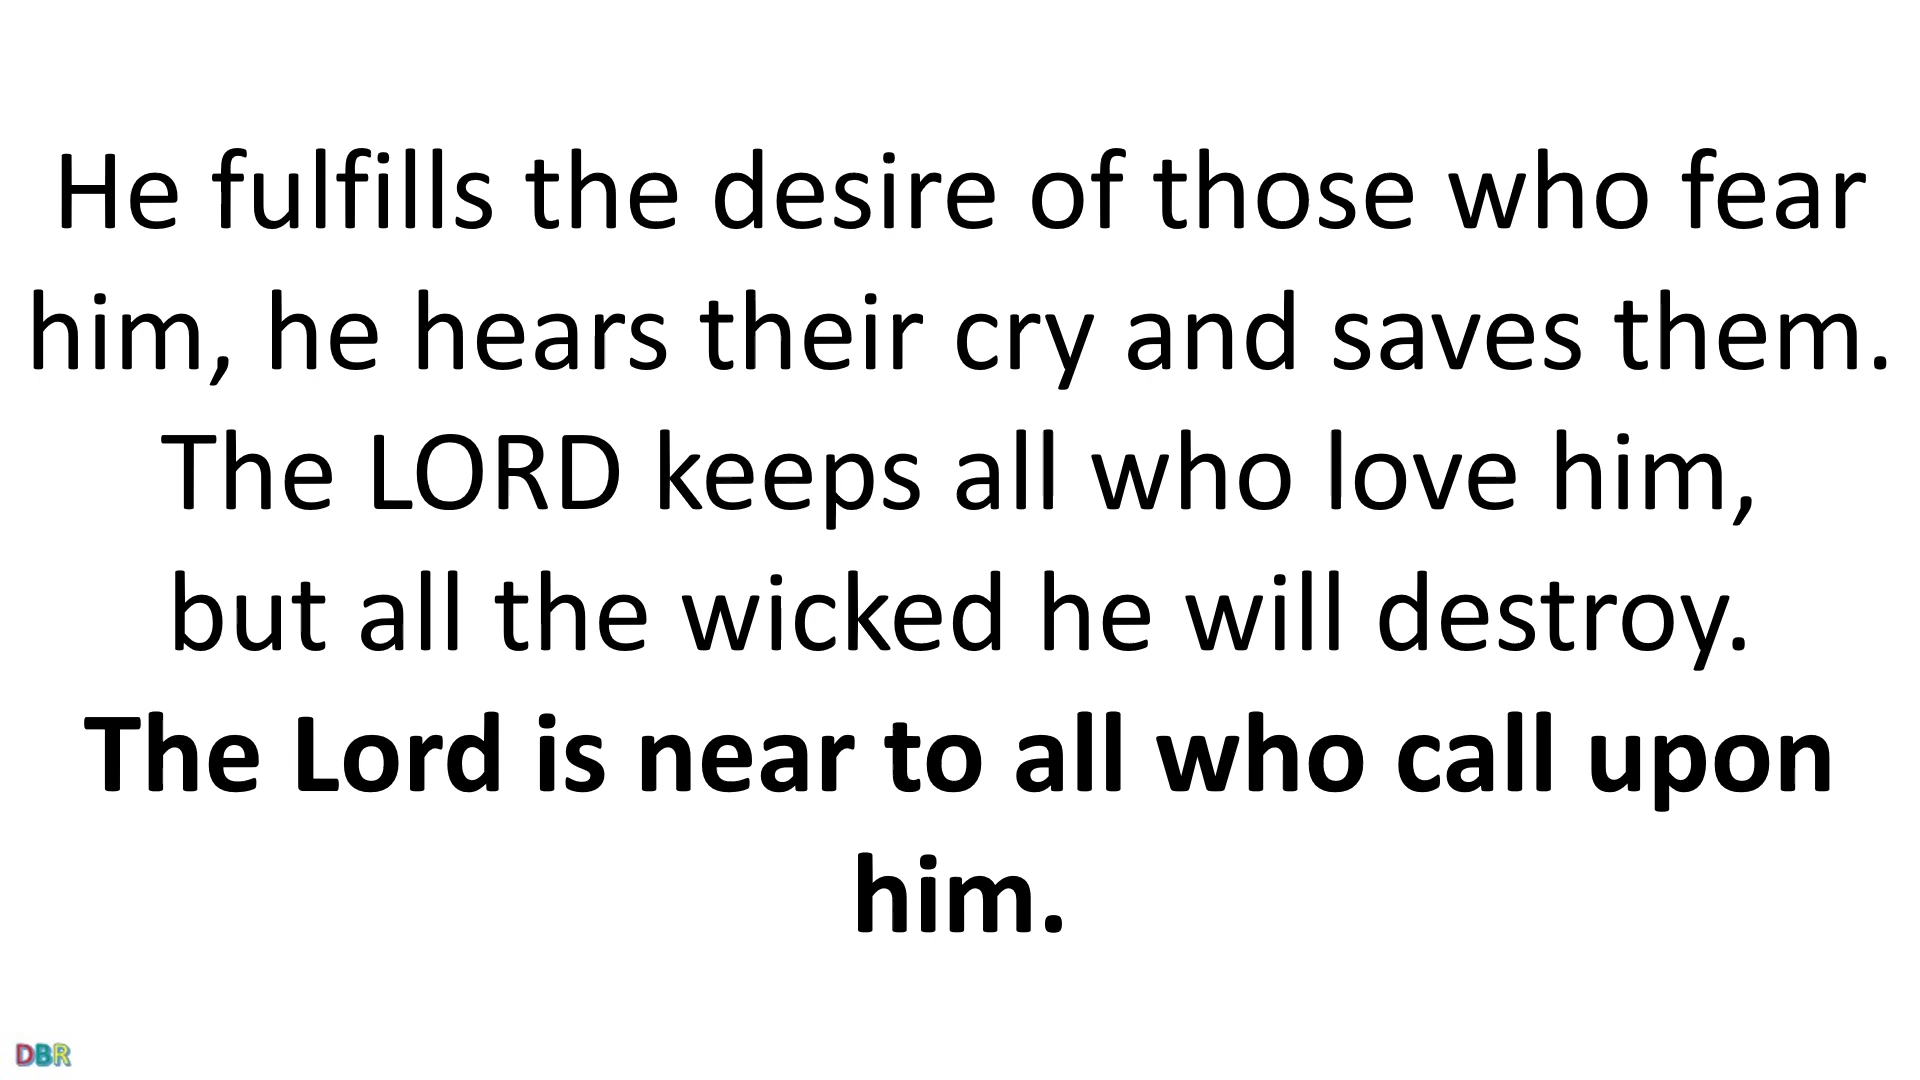 He fulfills the desire of those who fear
him, he hears their cry and saves them.
The LORD keeps all who love him,
but all the wicked he will destroy.
The Lord is near to all who call upon
him.
DBR